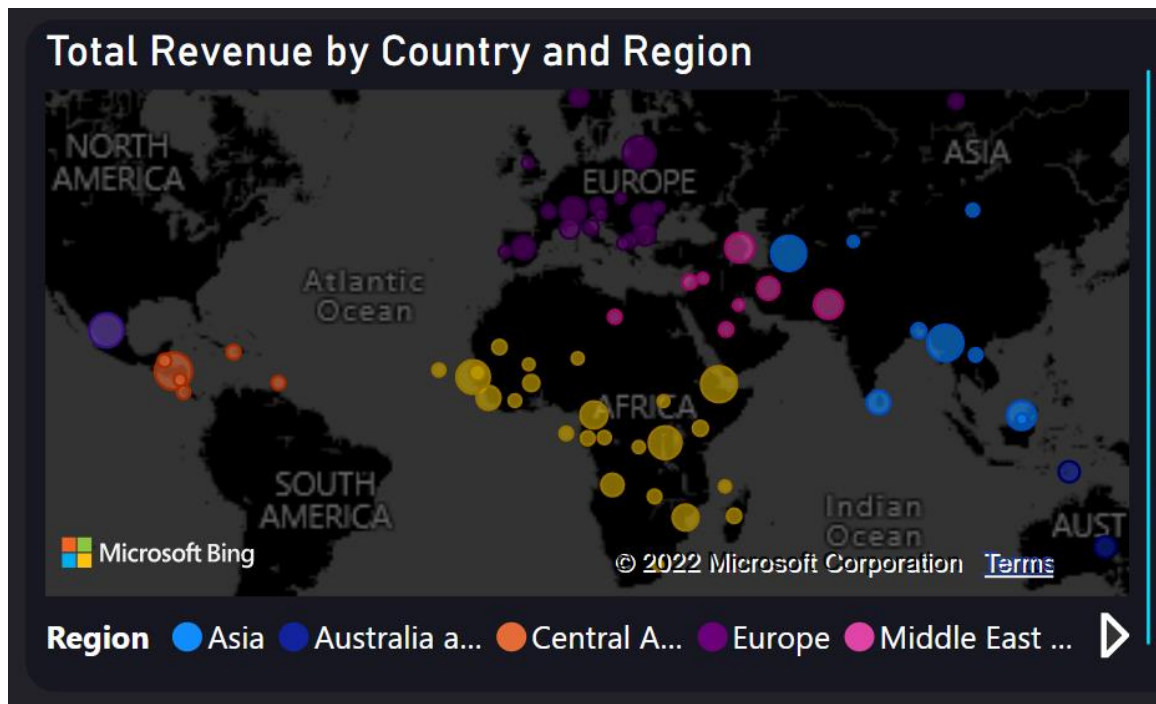 Total Revenue by Country and Region
NORTH
AMERICA
ASIA
EUROPE
Atlantic
Ocean
AFRICA
SOUTH
AMERICA
Indian
Ocean
AUST
Microsoft Bing
© 2022 Microsoft Corporation Terms
Region Asia Australia a... Central A... Europe Middle East ...